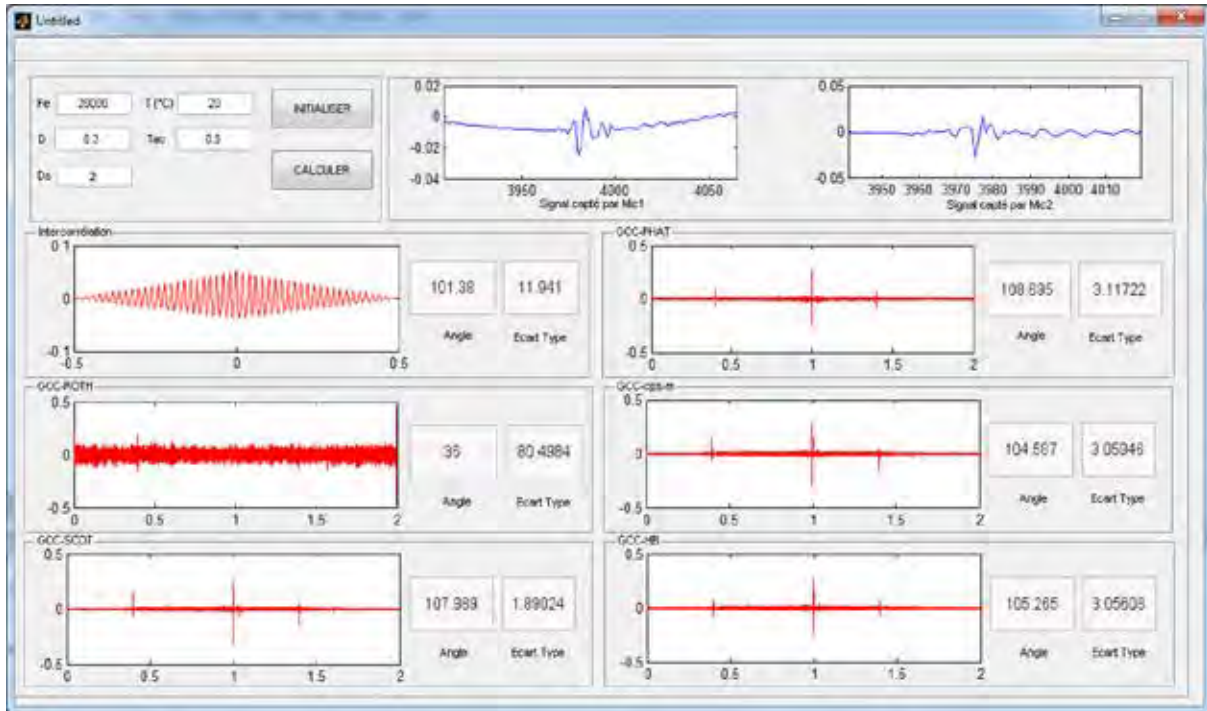 Untitled
Fe 20000 T (°C) 20 INITIALISER
D 0.3 Tau 0.5
Ds 2 CALCULER
0.02
0
-0.02
-0.04
3950 4000 4050
Signal capté par Mic1
0.05
0
-0.05
3950 3960 3970 3980 3990 4000 4010
Signal capté par Mic2
Intercorrélation
0.1
0
-0.1
-0.5 0 0.5
101.38 11.941
Angle Ecart Type
GCC-PHAT
0.5
0
-0.5
0 0.5 1 1.5 2
108.695 3.11722
Angle Ecart Type
GCC-ROTH
0.5
0
-0.5
0 0.5 1 1.5 2
36 80.4984
Angle Ecart Type
0.5
0
-0.5
0 0.5 1 1.5 2
104.567 3.05946
Angle Ecart Type
GCC-SCOT
0.5
0
-0.5
0 0.5 1 1.5 2
107.989 1.89024
Angle Ecart Type
GCC-HB
0.5
0
-0.5
0 0.5 1 1.5 2
105.265 3.05606
Angle Ecart Type